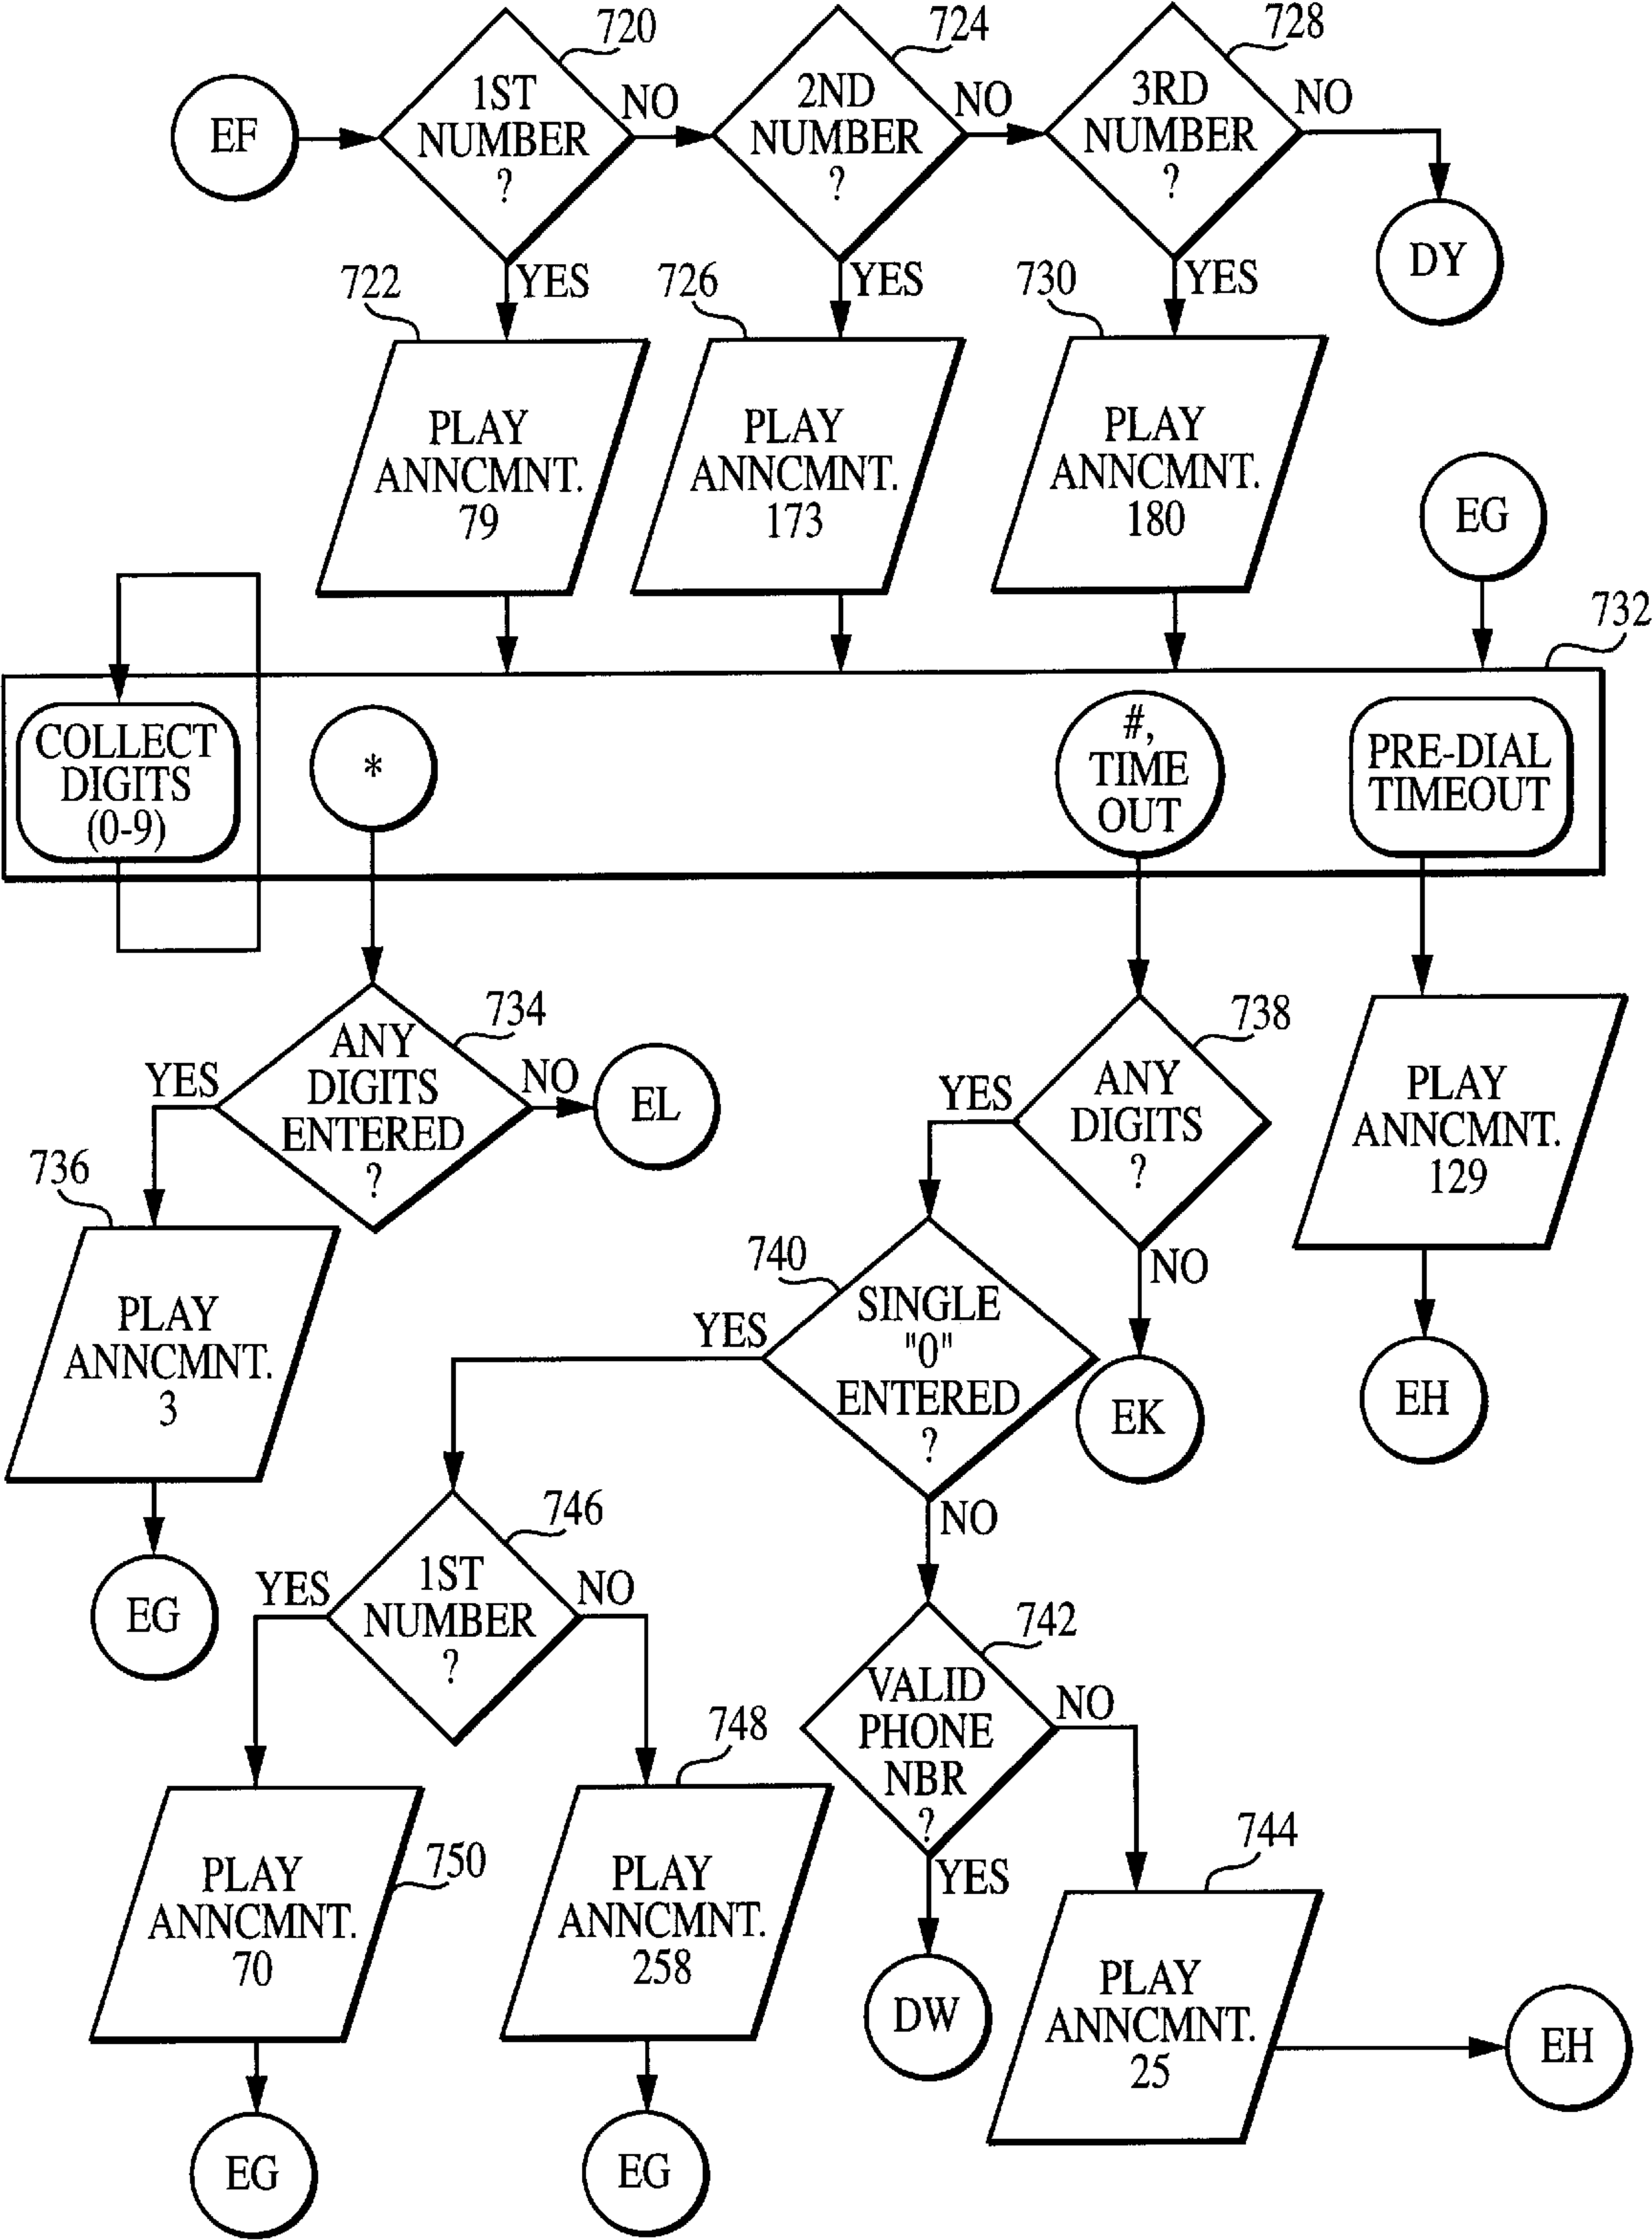 720
724
728
EF
1ST
NUMBER
?
NO
2ND
NUMBER
?
NO
3RD
NUMBER
?
NO
DY
722
YES
726
YES
730
YES
PLAY
ANNCMNT.
79
PLAY
ANNCMNT.
173
PLAY
ANNCMNT.
180
EG
732
COLLECT
DIGITS
(0-9)
*
#,
TIME
OUT
PRE-DIAL
TIMEOUT
734
ANY
DIGITS
ENTERED
?
YES
NO
EL
738
ANY
DIGITS
?
YES
NO
PLAY
ANNCMNT.
129
736
PLAY
ANNCMNT.
3
740
SINGLE
"0"
ENTERED
?
YES
NO
EK
EH
EG
746
1ST
NUMBER
?
YES
NO
742
VALID
PHONE
NBR
?
NO
YES
748
750
744
PLAY
ANNCMNT.
70
PLAY
ANNCMNT.
258
DW
PLAY
ANNCMNT.
25
EH
EG
EG